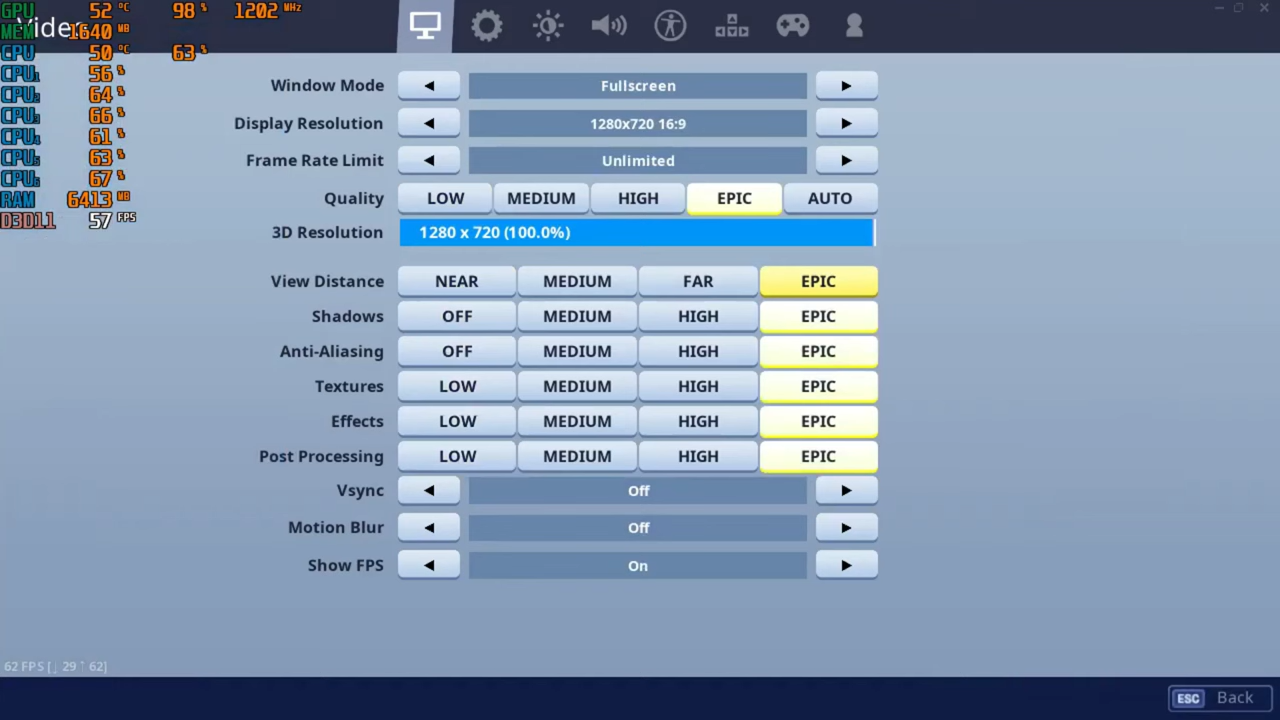 GPU 52 °C 98 % 1202 MHz
Video
MEM 1640 MB
CPU 50 °C 63 %
CPU1 56 %
CPU2 64 %
CPU3 66 %
CPU4 61 %
CPU5 63 %
CPU6 67 %
RAM 6413 MB
D3D11 57 FPS
Window Mode Fullscreen
Display Resolution 1280x720 16:9
Frame Rate Limit Unlimited
Quality LOW MEDIUM HIGH EPIC AUTO
3D Resolution 1280 x 720 (100.0%)
View Distance NEAR MEDIUM FAR EPIC
Shadows OFF MEDIUM HIGH EPIC
Anti-Aliasing OFF MEDIUM HIGH EPIC
Textures LOW MEDIUM HIGH EPIC
Effects LOW MEDIUM HIGH EPIC
Post Processing LOW MEDIUM HIGH EPIC
Vsync Off
Motion Blur Off
Show FPS On
62 FPS [↓ 29 ↑ 62]
ESC Back